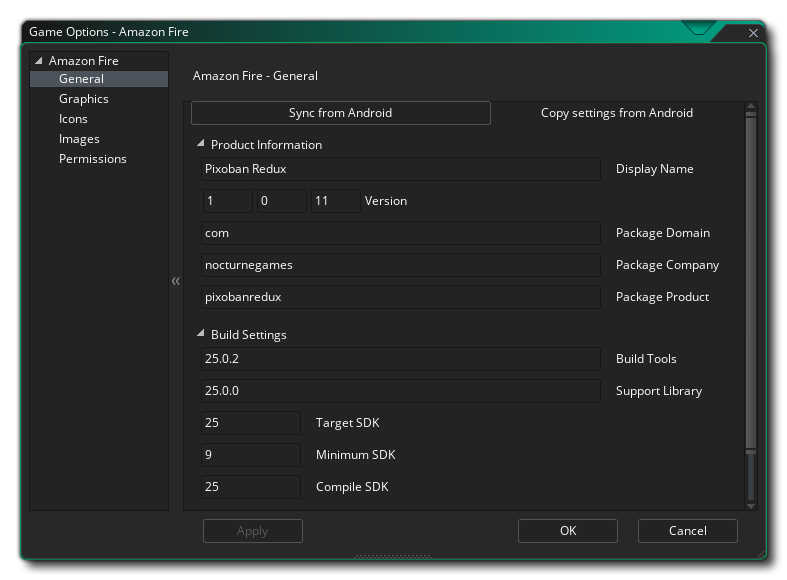 Game Options - Amazon Fire
Amazon Fire
General
Graphics
Icons
Images
Permissions
Amazon Fire - General
Sync from Android Copy settings from Android
Product Information
Pixoban Redux Display Name
1 0 11 Version
com Package Domain
nocturnegames Package Company
pixobanredux Package Product
Build Settings
25.0.2 Build Tools
25.0.0 Support Library
25 Target SDK
9 Minimum SDK
25 Compile SDK
Apply OK Cancel